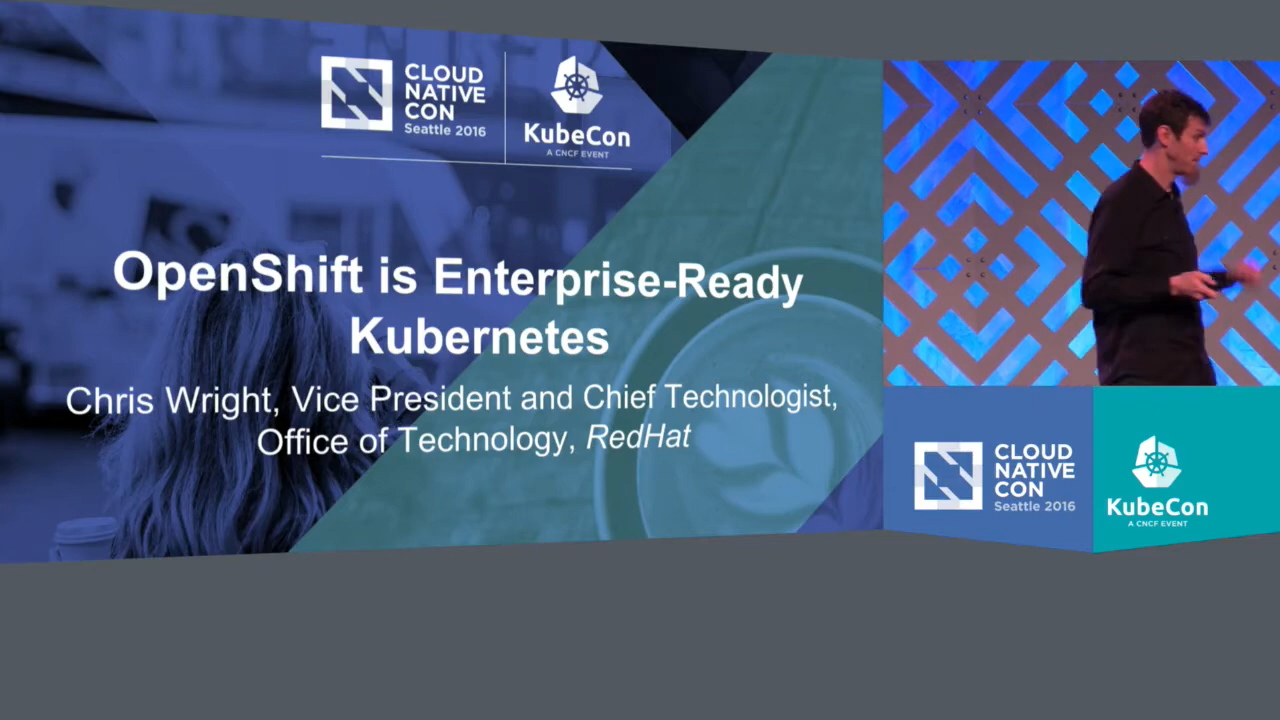 CLOUD
NATIVE
CON
Seattle 2016
KubeCon
A CNCF EVENT
OpenShift is Enterprise-Ready
Kubernetes
Chris Wright, Vice President and Chief Technologist,
Office of Technology, RedHat
CLOUD
NATIVE
CON
Seattle 2016
KubeCon
A CNCF EVENT